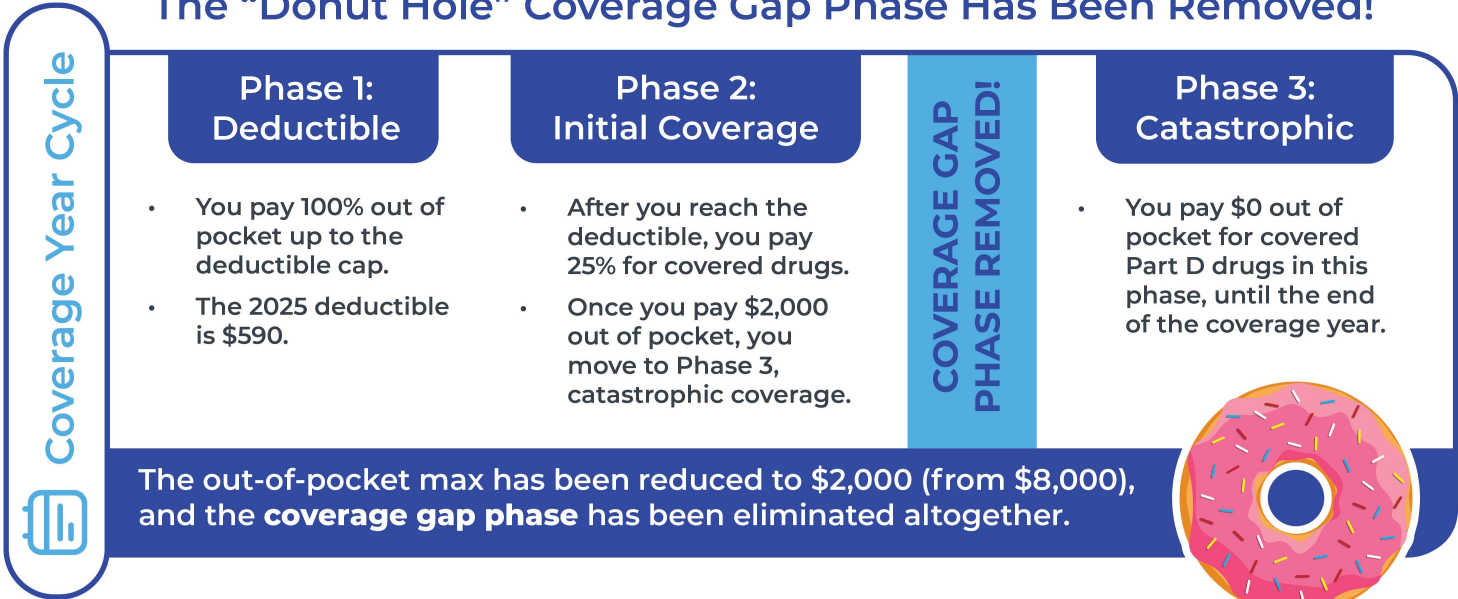 The “Donut Hole” Coverage Gap Phase Has Been Removed!
Coverage Year Cycle
Phase 1:
Deductible
• You pay 100% out of
pocket up to the
deductible cap.
• The 2025 deductible
is $590.
Phase 2:
Initial Coverage
• After you reach the
deductible, you pay
25% for covered drugs.
• Once you pay $2,000
out of pocket, you
move to Phase 3,
catastrophic coverage.
COVERAGE GAP
PHASE REMOVED!
Phase 3:
Catastrophic
• You pay $0 out of
pocket for covered
Part D drugs in this
phase, until the end
of the coverage year.
The out-of-pocket max has been reduced to $2,000 (from $8,000),
and the coverage gap phase has been eliminated altogether.